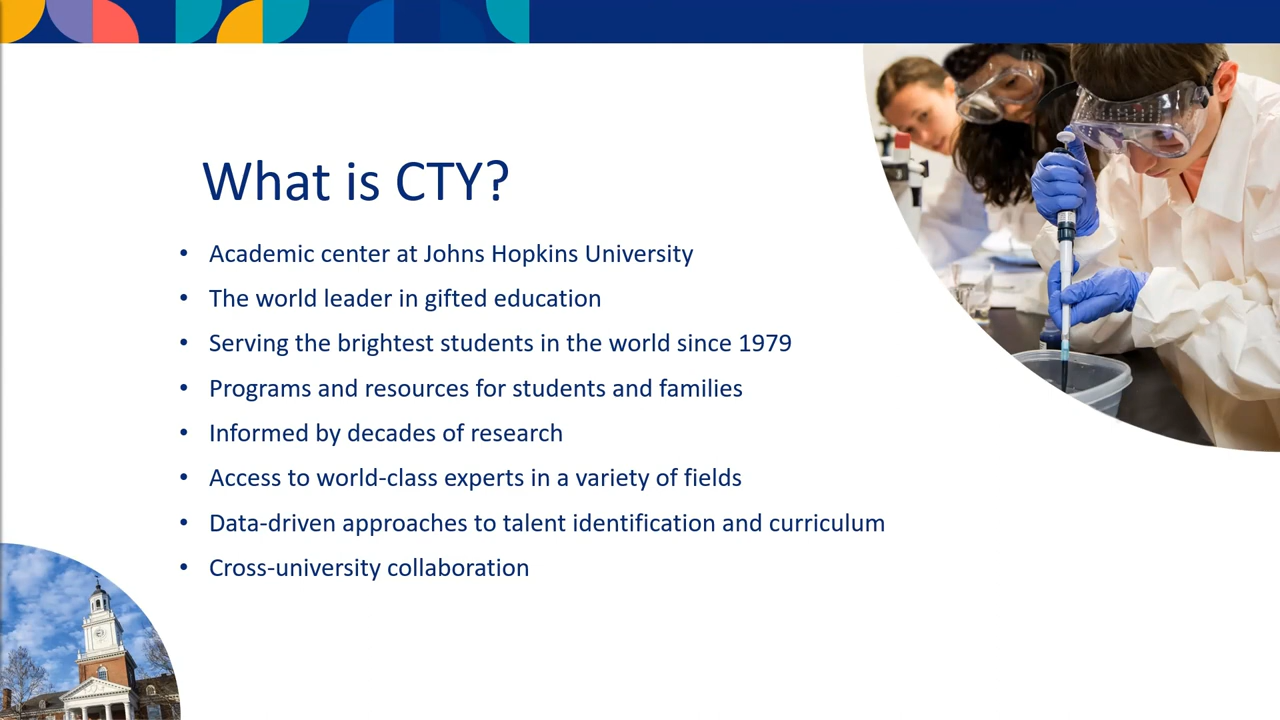 What is CTY?
• Academic center at Johns Hopkins University
• The world leader in gifted education
• Serving the brightest students in the world since 1979
• Programs and resources for students and families
• Informed by decades of research
• Access to world-class experts in a variety of fields
• Data-driven approaches to talent identification and curriculum
• Cross-university collaboration